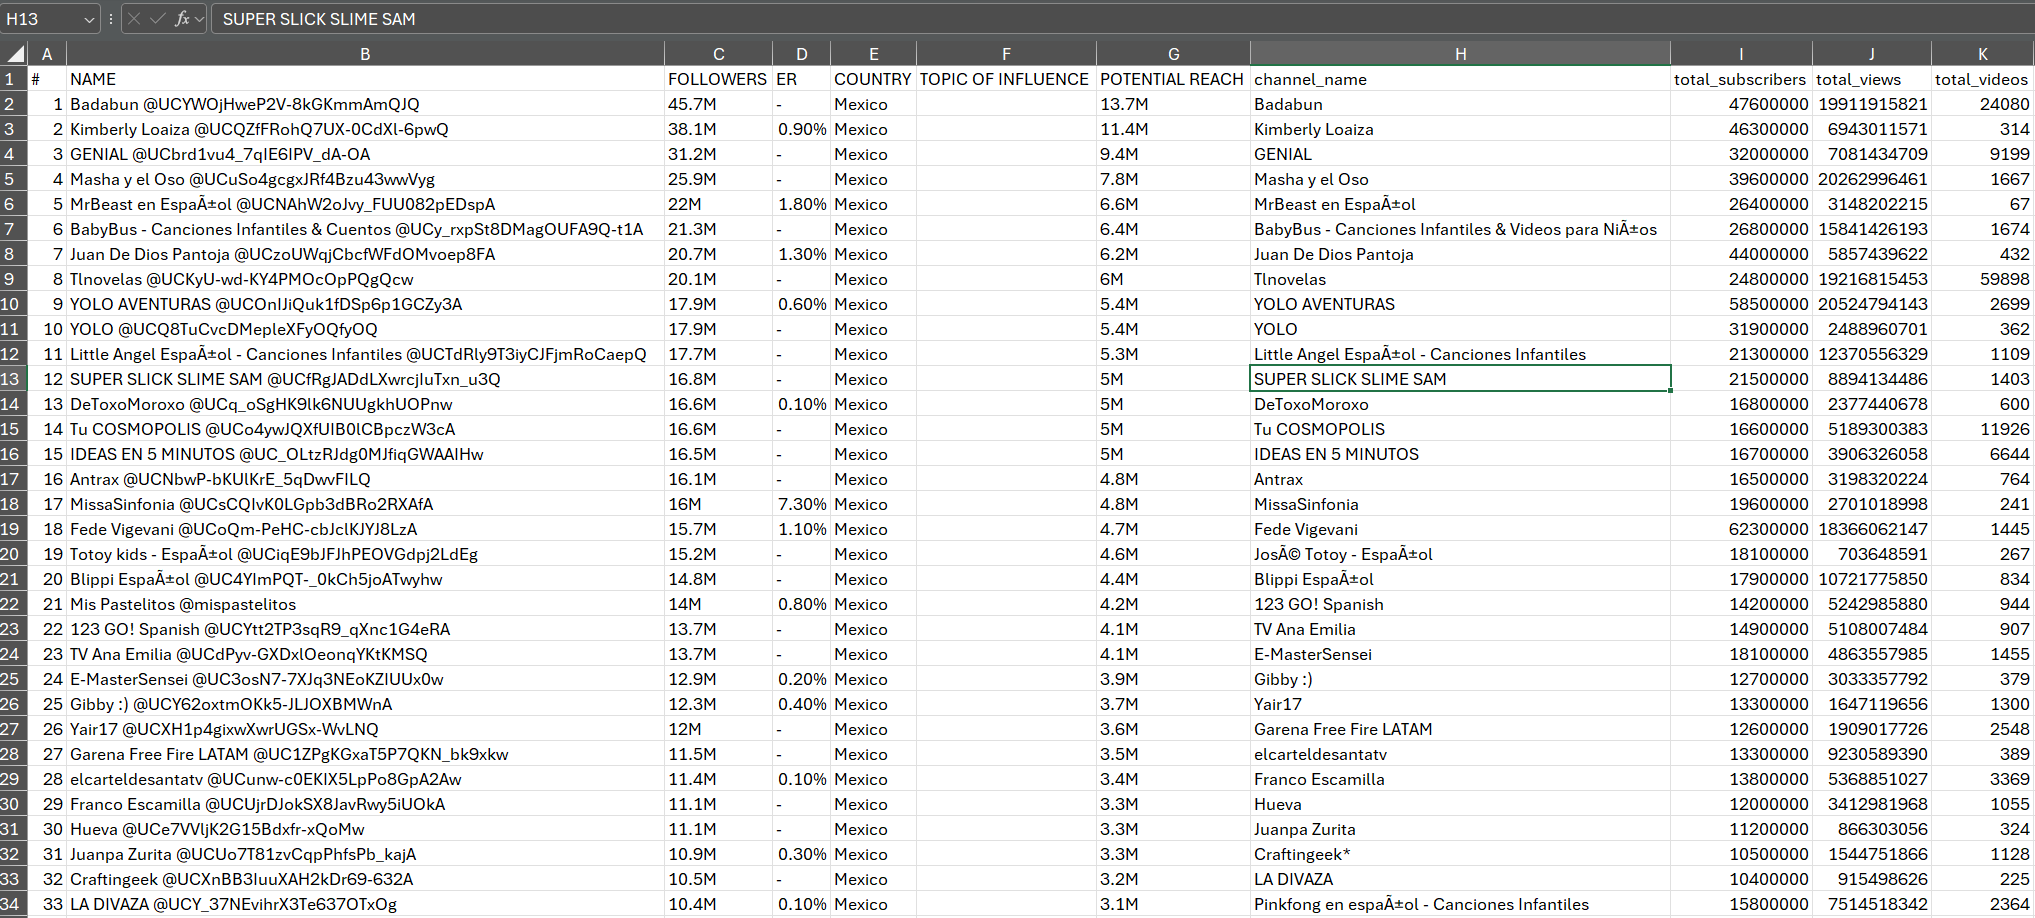 H13 fx SUPER SLICK SLIME SAM
A B C D E F G H I J K
1 # NAME FOLLOWERS ER COUNTRY TOPIC OF INFLUENCE POTENTIAL REACH channel_name total_subscribers total_views total_videos
2 1 Badabun @UCYWOjHweP2V-8kGKmmAmQJQ 45.7M - Mexico 13.7M Badabun 47600000 19911915821 24080
3 2 Kimberly Loaiza @UCQZfFRohQ7UX-0CdXl-6pwQ 38.1M 0.90% Mexico 11.4M Kimberly Loaiza 46300000 6943011571 314
4 3 GENIAL @UCbrd1vu4_7qIE6IPV_dA-OA 31.2M - Mexico 9.4M GENIAL 32000000 7081434709 9199
5 4 Masha y el Oso @UCuSo4gcgxJRf4Bzu43wwVyg 25.9M - Mexico 7.8M Masha y el Oso 39600000 20262996461 1667
6 5 MrBeast en EspaÃ±ol @UCNAhW2oJvy_FUU082pEDspA 22M 1.80% Mexico 6.6M MrBeast en EspaÃ±ol 26400000 3148202215 67
7 6 BabyBus - Canciones Infantiles & Cuentos @UCy_rxpSt8DMagOUFA9Q-t1A 21.3M - Mexico 6.4M BabyBus - Canciones Infantiles & Videos para NiÃ±os 26800000 15841426193 1674
8 7 Juan De Dios Pantoja @UCzoUWqjCbcfWFdOMvoep8FA 20.7M 1.30% Mexico 6.2M Juan De Dios Pantoja 44000000 5857439622 432
9 8 Tlnovelas @UCKyU-wd-KY4PMOcOpPQgQcw 20.1M - Mexico 6M Tlnovelas 24800000 19216815453 59898
10 9 YOLO AVENTURAS @UCOnIJiQuk1fDSp6p1GCZy3A 17.9M 0.60% Mexico 5.4M YOLO AVENTURAS 58500000 20524794143 2699
11 10 YOLO @UCQ8TuCvcDMepleXFyOQfyOQ 17.9M - Mexico 5.4M YOLO 31900000 2488960701 362
12 11 Little Angel EspaÃ±ol - Canciones Infantiles @UCTdRly9T3iyCJFjmRoCaepQ 17.7M - Mexico 5.3M Little Angel EspaÃ±ol - Canciones Infantiles 21300000 12370556329 1109
13 12 SUPER SLICK SLIME SAM @UCfRgJADdLXwrcjIuTxn_u3Q 16.8M - Mexico 5M SUPER SLICK SLIME SAM 21500000 8894134486 1403
14 13 DeToxoMoroxo @UCq_oSgHK9lk6NUUgkhUOPnw 16.6M 0.10% Mexico 5M DeToxoMoroxo 16800000 2377440678 600
15 14 Tu COSMOPOLIS @UCo4ywJQXfUIB0lCBpczW3cA 16.6M - Mexico 5M Tu COSMOPOLIS 16600000 5189300383 11926
16 15 IDEAS EN 5 MINUTOS @UC_OLtzRJdg0MJfiqGWAAIHw 16.5M - Mexico 5M IDEAS EN 5 MINUTOS 16700000 3906326058 6644
17 16 Antrax @UCNbwP-bKUlKrE_5qDwvFILQ 16.1M - Mexico 4.8M Antrax 16500000 3198320224 764
18 17 MissaSinfonia @UCsCQIvK0LGpb3dBRo2RXAfA 16M 7.30% Mexico 4.8M MissaSinfonia 19600000 2701018998 241
19 18 Fede Vigevani @UCoQm-PeHC-cbJclKJYJ8LzA 15.7M 1.10% Mexico 4.7M Fede Vigevani 62300000 18366062147 1445
20 19 Totoy kids - EspaÃ±ol @UCiqE9bJFJhPEOVGdpj2LdEg 15.2M - Mexico 4.6M JosÃ© Totoy - EspaÃ±ol 18100000 703648591 267
21 20 Blippi EspaÃ±ol @UC4YImPQT-_0kCh5joATwyhw 14.8M - Mexico 4.4M Blippi EspaÃ±ol 17900000 10721775850 834
22 21 Mis Pastelitos @mispastelitos 14M 0.80% Mexico 4.2M 123 GO! Spanish 14200000 5242985880 944
23 22 123 GO! Spanish @UCYtt2TP3sqR9_qXnc1G4eRA 13.7M - Mexico 4.1M TV Ana Emilia 14900000 5108007484 907
24 23 TV Ana Emilia @UCdPyv-GXDxlOeonqYKtKMSQ 13.7M - Mexico 4.1M E-MasterSensei 18100000 4863557985 1455
25 24 E-MasterSensei @UC3osN7-7XJq3NEoKZIUUx0w 12.9M 0.20% Mexico 3.9M Gibby :) 12700000 3033357792 379
26 25 Gibby :) @UCY62oxtmOKk5-JLJOXBMWnA 12.3M 0.40% Mexico 3.7M Yair17 13300000 1647119656 1300
27 26 Yair17 @UCXH1p4gixwXwrUGSx-WvLNQ 12M - Mexico 3.6M Garena Free Fire LATAM 12600000 1909017726 2548
28 27 Garena Free Fire LATAM @UC1ZPgKGxaT5P7QKN_bk9xkw 11.5M - Mexico 3.5M elcarteldesantatv 13300000 9230589390 389
29 28 elcarteldesantatv @UCunw-c0EKIX5LpPo8GpA2Aw 11.4M 0.10% Mexico 3.4M Franco Escamilla 13800000 5368851027 3369
30 29 Franco Escamilla @UCUjrDJokSX8JavRwy5iUOkA 11.1M - Mexico 3.3M Hueva 12000000 3412981968 1055
31 30 Hueva @UCe7VVljK2G15Bdxfr-xQoMw 11.1M - Mexico 3.3M Juanpa Zurita 11200000 866303056 324
32 31 Juanpa Zurita @UCUo7T81zvCqpPhfsPb_kajA 10.9M 0.30% Mexico 3.3M Craftingeek* 10500000 1544751866 1128
33 32 Craftingeek @UCXnBB3IuuXAH2kDr69-632A 10.5M - Mexico 3.2M LA DIVAZA 10400000 915498626 225
34 33 LA DIVAZA @UCY_37NEvihrX3Te637OTxOg 10.4M 0.10% Mexico 3.1M Pinkfong en espaÃ±ol - Canciones Infantiles 15800000 7514518342 2364